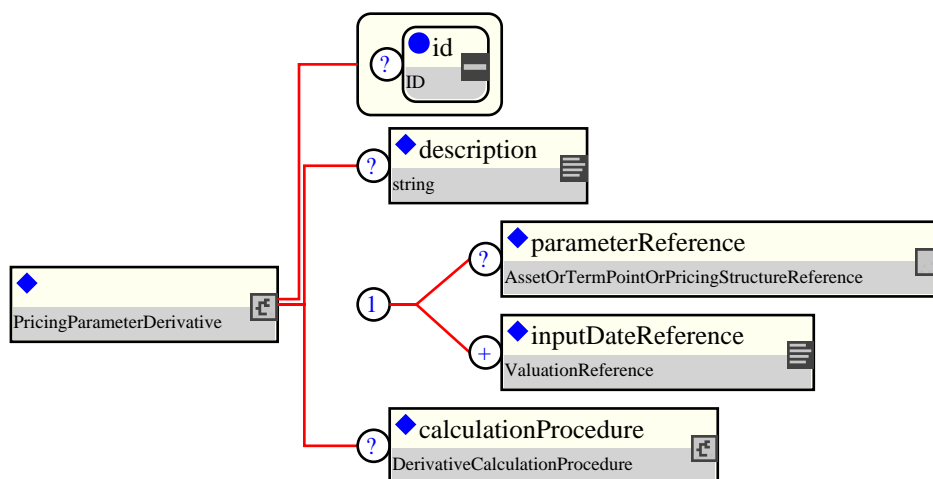 ? id
ID
? description
string
? parameterReference
AssetOrTermPointOrPricingStructureReference
PricingParameterDerivative
1
+ inputDateReference
ValuationReference
? calculationProcedure
DerivativeCalculationProcedure